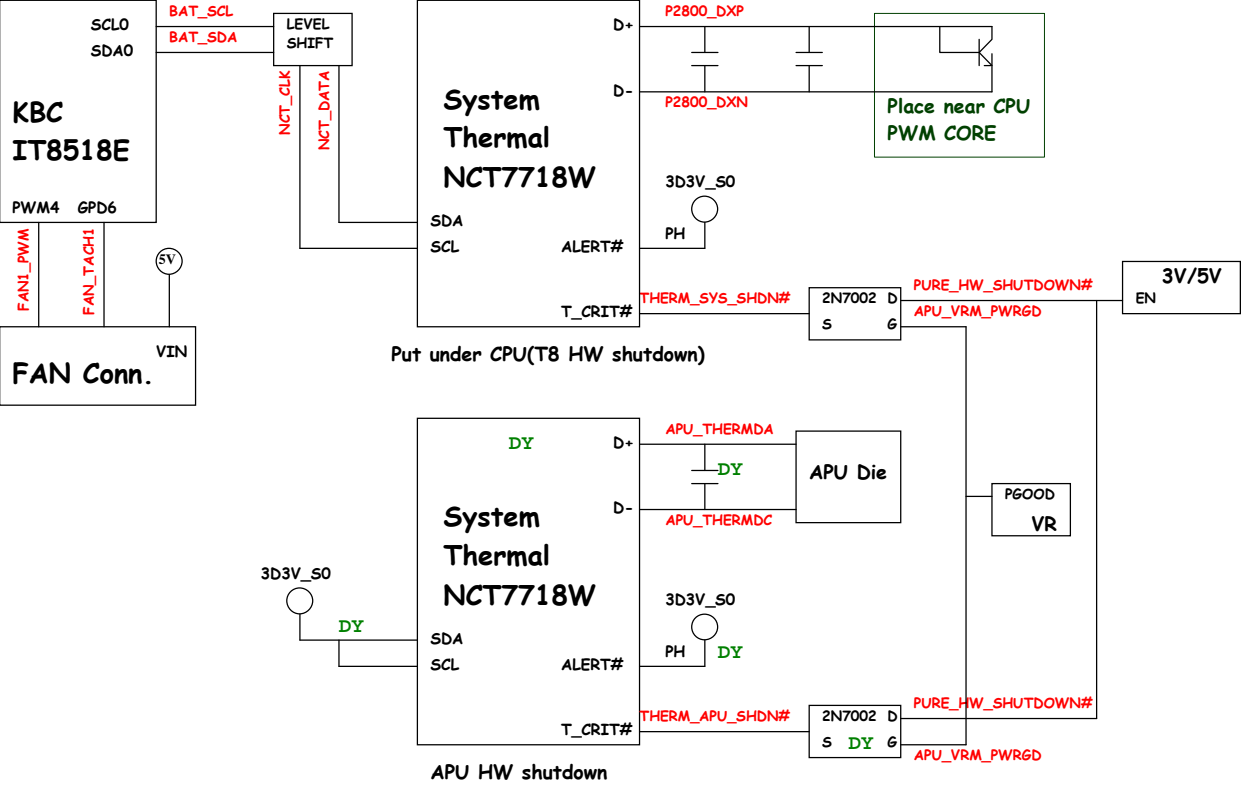 SCL0
SDA0
KBC
IT8518E
PWM4 GPD6
BAT_SCL
BAT_SDA
LEVEL
SHIFT
NCT_CLK
NCT_DATA
FAN1_PWM
FAN_TACH1
5V
VIN
FAN Conn.
D+
D-
System
Thermal
NCT7718W
SDA
SCL
ALERT#
T_CRIT#
P2800_DXP
P2800_DXN
Place near CPU
PWM CORE
3D3V_S0
PH
THERM_SYS_SHDN#
2N7002 D
S G
PURE_HW_SHUTDOWN#
APU_VRM_PWRGD
3V/5V
EN
Put under CPU(T8 HW shutdown)
DY
D+
D-
System
Thermal
NCT7718W
SDA
SCL
ALERT#
T_CRIT#
APU_THERMDA
DY
APU_THERMDC
APU Die
PGOOD
VR
3D3V_S0
DY
3D3V_S0
PH DY
THERM_APU_SHDN#
2N7002 D
S DY G
PURE_HW_SHUTDOWN#
APU_VRM_PWRGD
APU HW shutdown